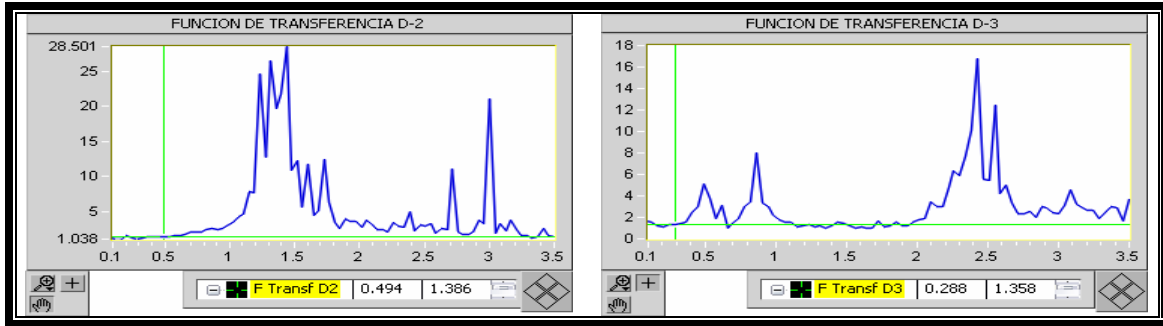 FUNCION DE TRANSFERENCIA D-2
28.501
25
20
15
10
5
1.038
0.1 0.5 1 1.5 2 2.5 3 3.5
F Transf D2 0.494 1.386
FUNCION DE TRANSFERENCIA D-3
18
16
14
12
10
8
6
4
2
0
0.1 0.5 1 1.5 2 2.5 3 3.5
F Transf D3 0.288 1.358